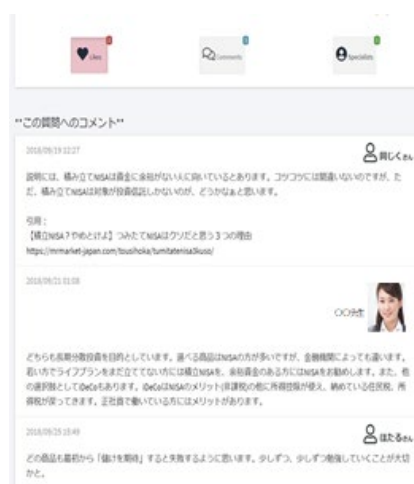 Likes
Comments
Specialists
**この質問へのコメント**
2018/09/19 12:27
同じくさん
説明には、積み立てNISAは資金に余裕がない人に向いているとあります。コツコツには間違いないのですが、た
だ、積み立てNISAは対象が投資信託しかないのが、どうかなぁと思います。
引用：
【積立NISA？やめとけよ】つみたてNISAはクソだと思う３つの理由
https://mrmarket-japan.com/tousihoka/tumitatenisa3kuso/
2018/09/21 01:08
〇〇先生
どちらも長期分散投資を目的としています。選べる商品はNISAの方が多いですが、金融機関によっても違います。
若い方でライフプランをまだ立ててない方には積立NISAを、余裕資金のある方にはNISAをお勧めします。また、他
の選択肢としてiDeCoもあります。iDeCoはNISAのメリット(非課税)の他に所得控除が使え、納めている住民税、所
得税が戻ってきます。正社員で働いている方にはメリットがあります。
2018/09/25 15:49
ほたるさん
どの商品も最初から「儲けを期待」すると失敗するように思います。少しずつ、少しずつ勉強していくことが大切
かと。